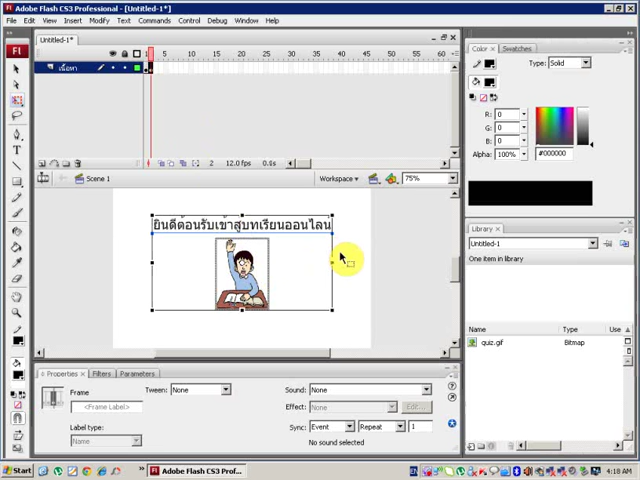 Adobe Flash CS3 Professional - [Untitled-1*]
File Edit View Insert Modify Text Commands Control Debug Window Help
Untitled-1*
1 5 10 15 20 25 30 35 40 45 50 55 60
เนื้อหา
2 12.0 fps 0.1s
Scene 1 Workspace 75%
ยินดีต้อนรับเข้าสู่บทเรียนออนไลน
Properties Filters Parameters
Frame
<Frame Label>
Label type:
Name
Tween: None
Sound: None
Effect: None Edit...
Sync: Event Repeat 1
No sound selected
Color Swatches
Type: Solid
R: 0
G: 0
B: 0
Alpha: 100% #000000
Library
Untitled-1
One item in library
Name Type Use
quiz.gif Bitmap
Start Adobe Flash CS3 Prof... EN 4:18 AM